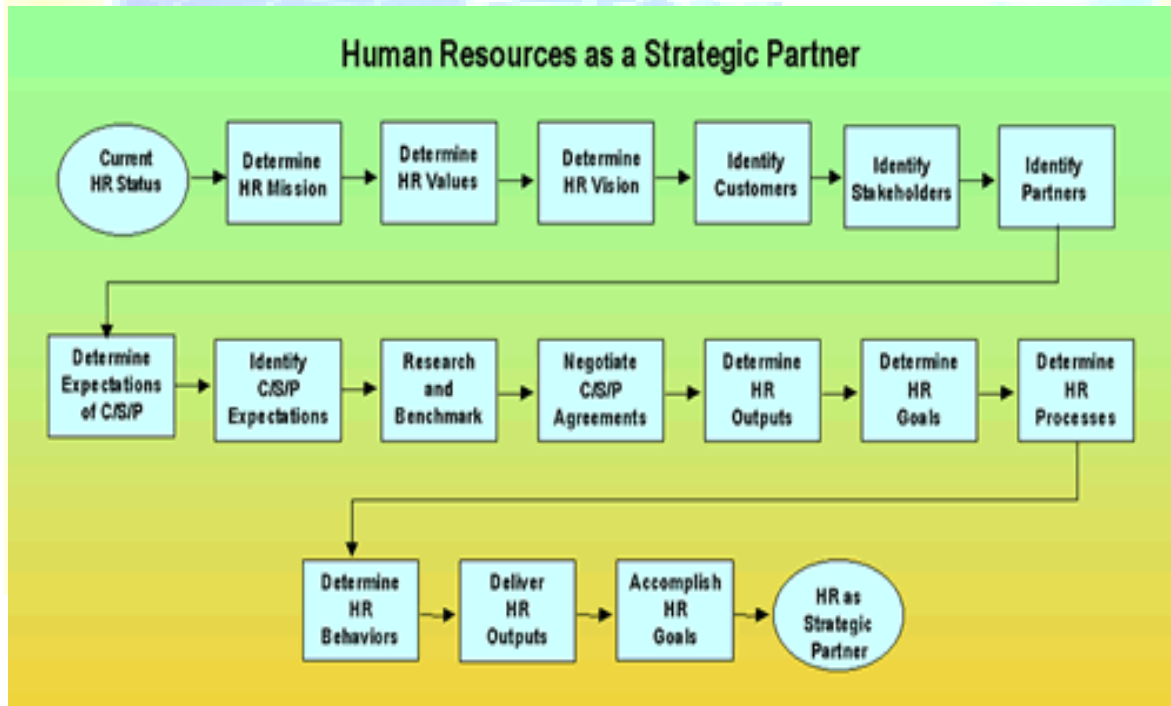 Human Resources as a Strategic Partner
Current
HR Status
Determine
HR Mission
Determine
HR Values
Determine
HR Vision
Identify
Customers
Identify
Stakeholders
Identify
Partners
Determine
Expectations
of C/S/P
Identify
C/S/P
Expectations
Research
and
Benchmark
Negotiate
C/S/P
Agreements
Determine
HR
Outputs
Determine
HR
Goals
Determine
HR
Processes
Determine
HR
Behaviors
Deliver
HR
Outputs
Accomplish
HR
Goals
HR as
Strategic
Partner